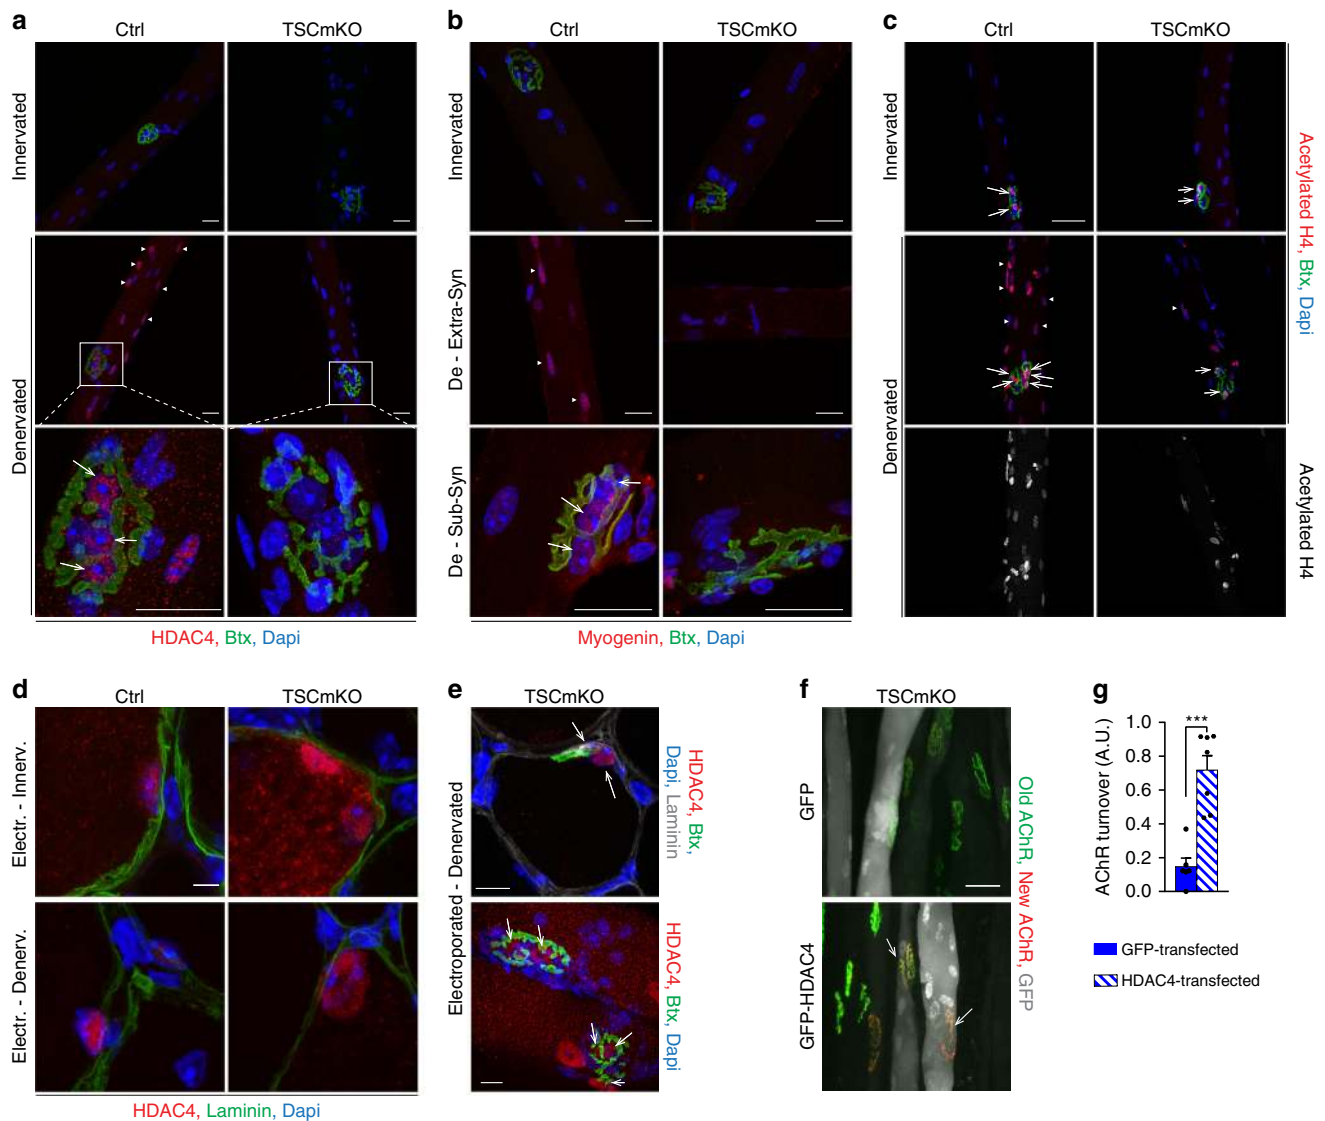 a
Ctrl
TSCmKO
Innervated
Denervated
HDAC4, Btx, Dapi
b
Ctrl
TSCmKO
Innervated
De - Extra-Syn
De - Sub-Syn
Myogenin, Btx, Dapi
c
Ctrl
TSCmKO
Innervated
Denervated
Acetylated H4, Btx, Dapi
Acetylated H4
d
Ctrl
TSCmKO
Electr. - Innerv.
Electr. - Denerv.
HDAC4, Laminin, Dapi
e
TSCmKO
Electroporated - Denervated
HDAC4, Btx,
Dapi, Laminin
HDAC4, Btx, Dapi
f
TSCmKO
GFP
GFP-HDAC4
Old AChR, New AChR, GFP
g
AChR turnover (A.U.)
1.0
0.8
0.6
0.4
0.2
0.0
***
GFP-transfected
HDAC4-transfected